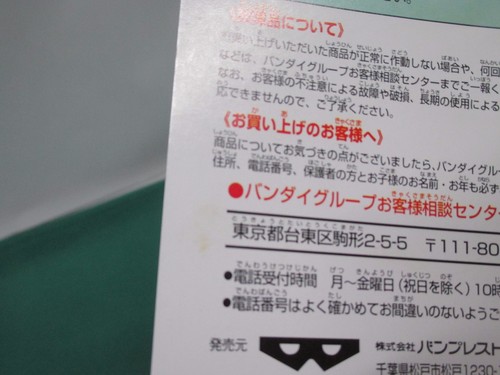 品について》
お買い上げいただいた商品が正常に作動しない場合や、何回
などは、バンダイグループお客様相談センターまでご一報く
なお、お客様の不注意による故障や破損、長期の使用による
応できませんので、ご了承ください。
《お買い上げのお客様へ》
商品についてお気づきの点がございましたら、バンダイグル
住所、電話番号、保護者の方とお子様のお名前・お年も必ず
●バンダイグループお客様相談センタ
東京都台東区駒形2-5-5 〒111-80
●電話受付時間 月〜金曜日(祝日を除く)10時
●電話番号はよく確かめてお間違いのないようご
発売元 株式会社バンプレスト
千葉県松戸市松戸1230-